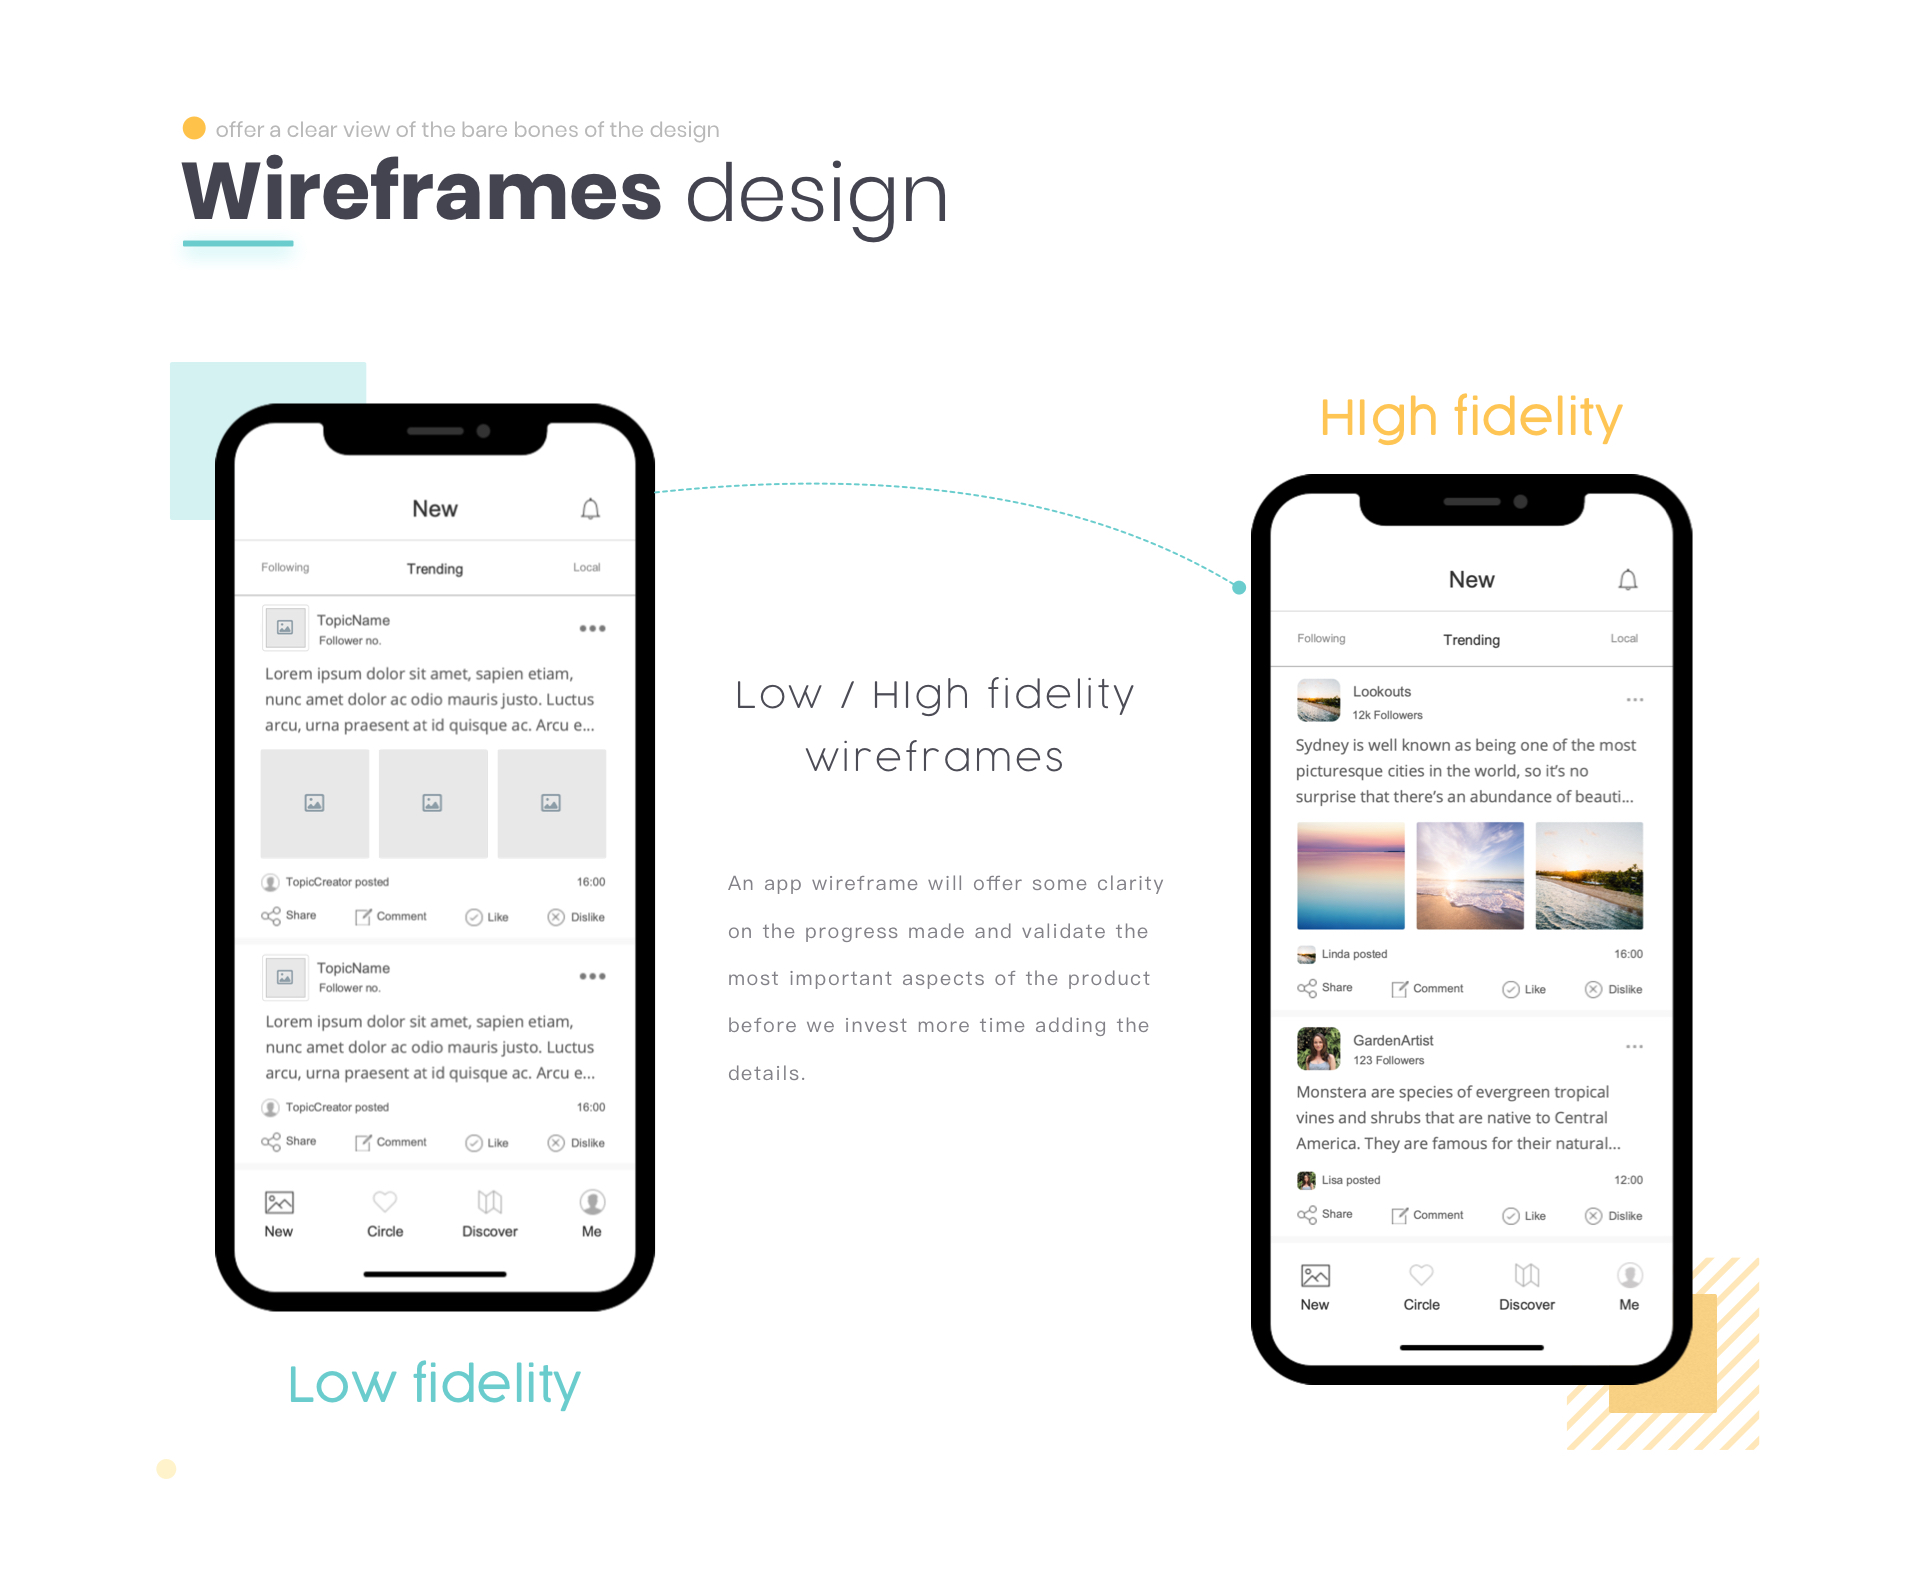 offer a clear view of the bare bones of the design
Wireframes design
New
Following Trending Local
TopicName
Follower no.
Lorem ipsum dolor sit amet, sapien etiam,
nunc amet dolor ac odio mauris justo. Luctus
arcu, urna praesent at id quisque ac. Arcu e...
TopicCreator posted 16:00
Share Comment Like Dislike
TopicName
Follower no.
Lorem ipsum dolor sit amet, sapien etiam,
nunc amet dolor ac odio mauris justo. Luctus
arcu, urna praesent at id quisque ac. Arcu e...
TopicCreator posted 16:00
Share Comment Like Dislike
New Circle Discover Me
Low fidelity
Low / HIgh fidelity
wireframes
An app wireframe will offer some clarity
on the progress made and validate the
most important aspects of the product
before we invest more time adding the
details.
HIgh fidelity
New
Following Trending Local
Lookouts
12k Followers
Sydney is well known as being one of the most
picturesque cities in the world, so it's no
surprise that there's an abundance of beauti...
Linda posted 16:00
Share Comment Like Dislike
GardenArtist
123 Followers
Monstera are species of evergreen tropical
vines and shrubs that are native to Central
America. They are famous for their natural...
Lisa posted 12:00
Share Comment Like Dislike
New Circle Discover Me